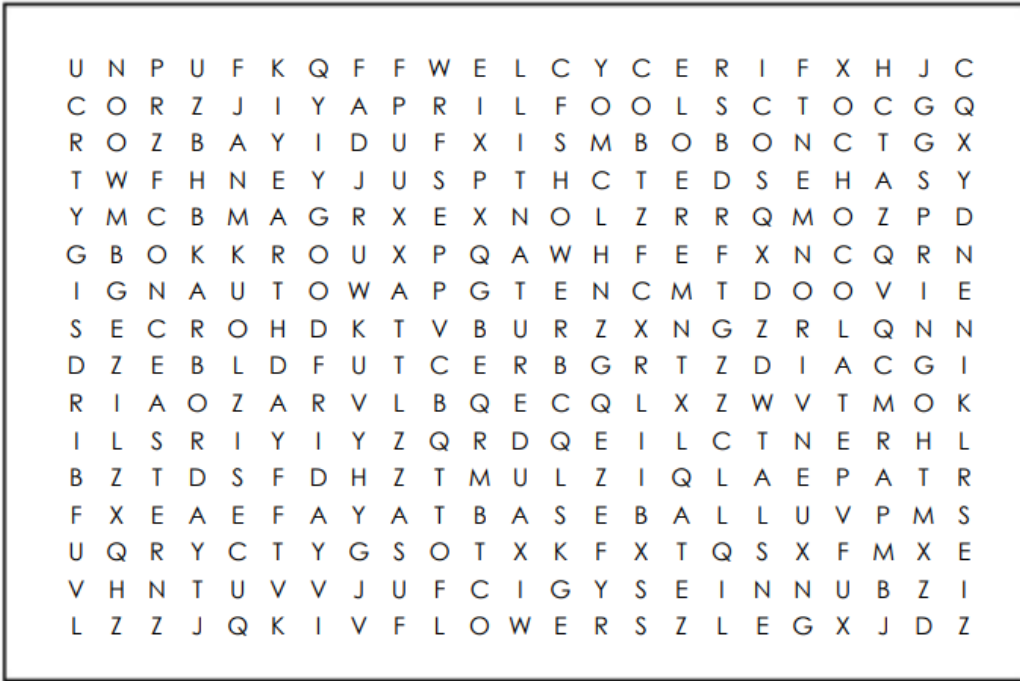 U N P U F K Q F F W E L C Y C E R I F X H J C
C O R Z J I Y A P R I L F O O L S C T O C G Q
R O Z B A Y I D U F X I S M B O B O N C T G X
T W F H N E Y J U S P T H C T E D S E H A S Y
Y M C B M A G R X E X N O L Z R R Q M O Z P D
G B O K K R O U X P Q A W H F E F X N C Q R N
I G N A U T O W A P G T E N C M T D O O V I E
S E C R O H D K T V B U R Z X N G Z R L Q N N
D Z E B L D F U T C E R B G R T Z D I A C G I
R I A O Z A R V L B Q E C Q L X Z W V T M O K
I L S R I Y I Y Z Q R D Q E I L C T N E R H L
B Z T D S F D H Z T M U L Z I Q L A E P A T R
F X E A E F A Y A T B A S E B A L L U V P M S
U Q R Y C T Y G S O T X K F X T Q S X F M X E
V H N T U V V J U F C I G Y S E I N N U B Z I
L Z Z J Q K I V F L O W E R S Z L E G X J D Z